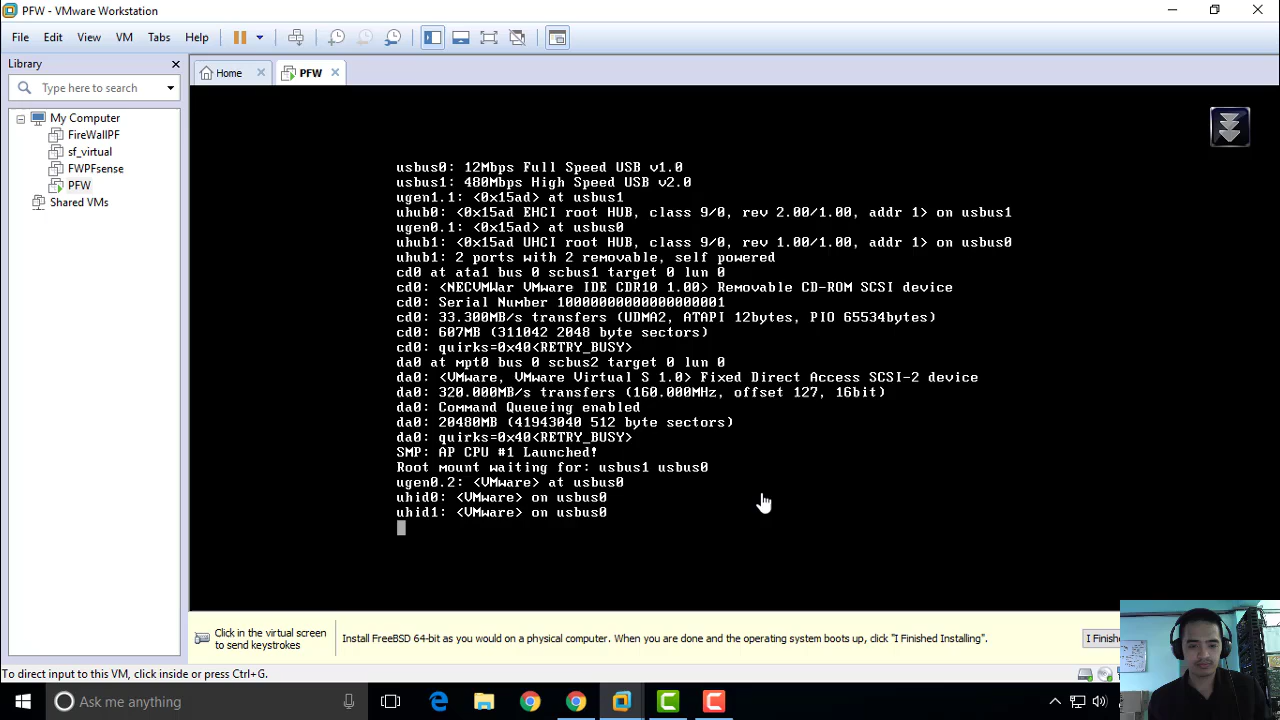 PFW - VMware Workstation
File Edit View VM Tabs Help
Library
Type here to search
My Computer
FireWallPF
sf_virtual
FWPFsense
PFW
Shared VMs
Home
PFW
usbus0: 12Mbps Full Speed USB v1.0
usbus1: 480Mbps High Speed USB v2.0
ugen1.1: <0x15ad> at usbus1
uhub0: <0x15ad EHCI root HUB, class 9/0, rev 2.00/1.00, addr 1> on usbus1
ugen0.1: <0x15ad> at usbus0
uhub1: <0x15ad UHCI root HUB, class 9/0, rev 1.00/1.00, addr 1> on usbus0
uhub1: 2 ports with 2 removable, self powered
cd0 at ata1 bus 0 scbus1 target 0 lun 0
cd0: <NECVMWar VMware IDE CDR10 1.00> Removable CD-ROM SCSI device
cd0: Serial Number 10000000000000000001
cd0: 33.300MB/s transfers (UDMA2, ATAPI 12bytes, PIO 65534bytes)
cd0: 607MB (311042 2048 byte sectors)
cd0: quirks=0x40<RETRY_BUSY>
da0 at mpt0 bus 0 scbus2 target 0 lun 0
da0: <VMware, VMware Virtual S 1.0> Fixed Direct Access SCSI-2 device
da0: 320.000MB/s transfers (160.000MHz, offset 127, 16bit)
da0: Command Queueing enabled
da0: 20480MB (41943040 512 byte sectors)
da0: quirks=0x40<RETRY_BUSY>
SMP: AP CPU #1 Launched!
Root mount waiting for: usbus1 usbus0
ugen0.2: <VMware> at usbus0
uhid0: <VMware> on usbus0
uhid1: <VMware> on usbus0
Click in the virtual screen
to send keystrokes
Install FreeBSD 64-bit as you would on a physical computer. When you are done and the operating system boots up, click "I Finished Installing".
I Finish
To direct input to this VM, click inside or press Ctrl+G.
Ask me anything